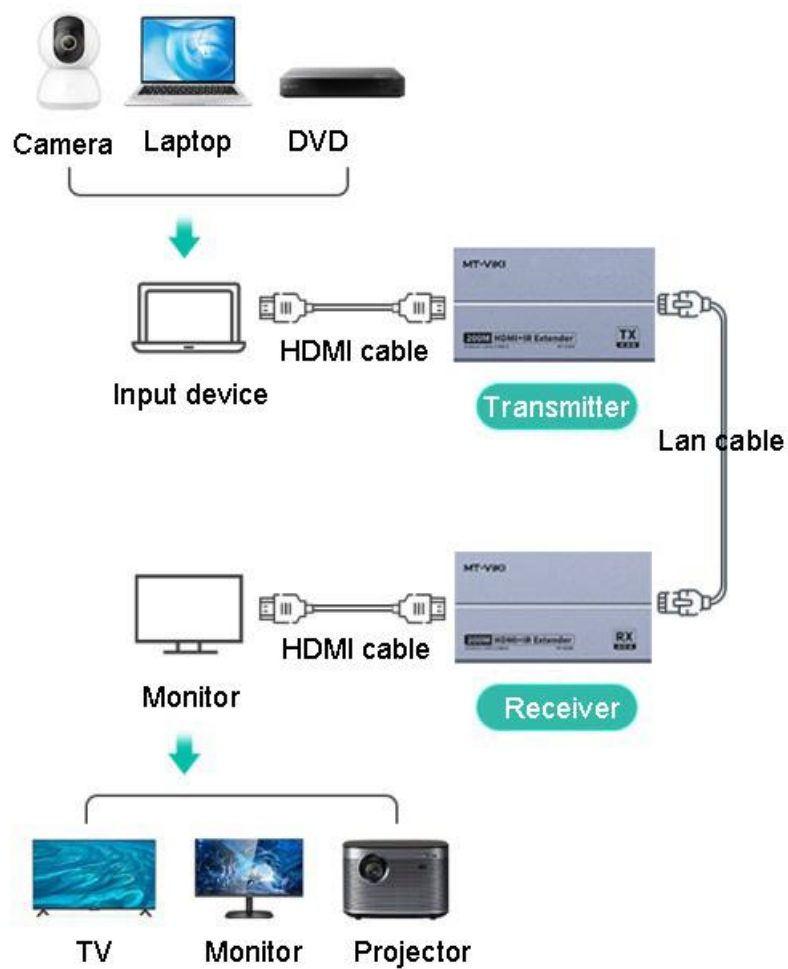 Camera
Laptop
DVD
MT-VIKI
200M HDMI+IR Extender
TX
HDMI cable
Input device
Transmitter
Lan cable
MT-VIKI
200M HDMI+IR Extender
RX
HDMI cable
Monitor
Receiver
TV
Monitor
Projector